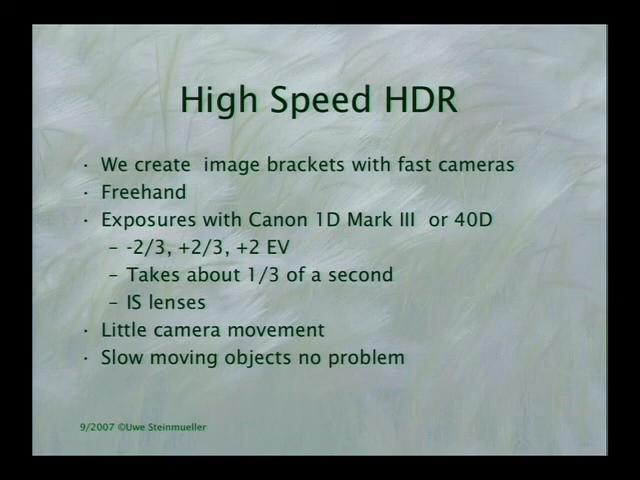 High Speed HDR
· We create image brackets with fast cameras
· Freehand
· Exposures with Canon 1D Mark III or 40D
– -2/3, +2/3, +2 EV
– Takes about 1/3 of a second
– IS lenses
· Little camera movement
· Slow moving objects no problem
9/2007 ©Uwe Steinmueller